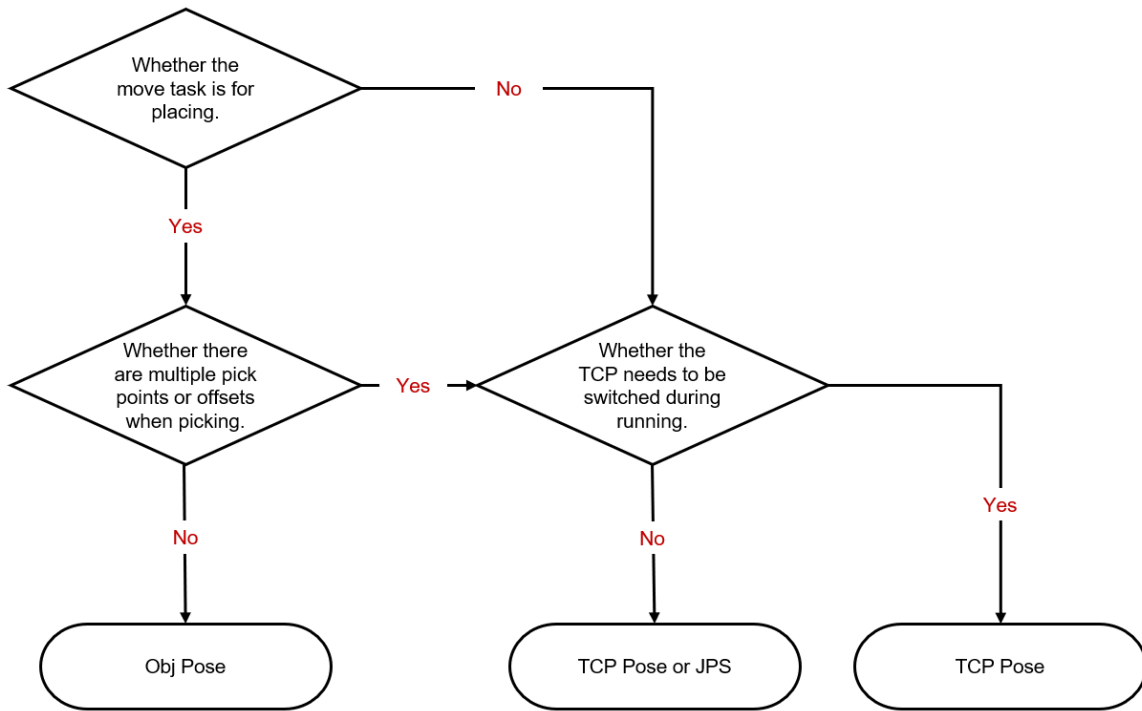 Whether the
move task is for
placing.
No
Yes
Whether there
are multiple pick
points or offsets
when picking.
Yes
Whether the
TCP needs to be
switched during
running.
No
No
Yes
Obj Pose
TCP Pose or JPS
TCP Pose